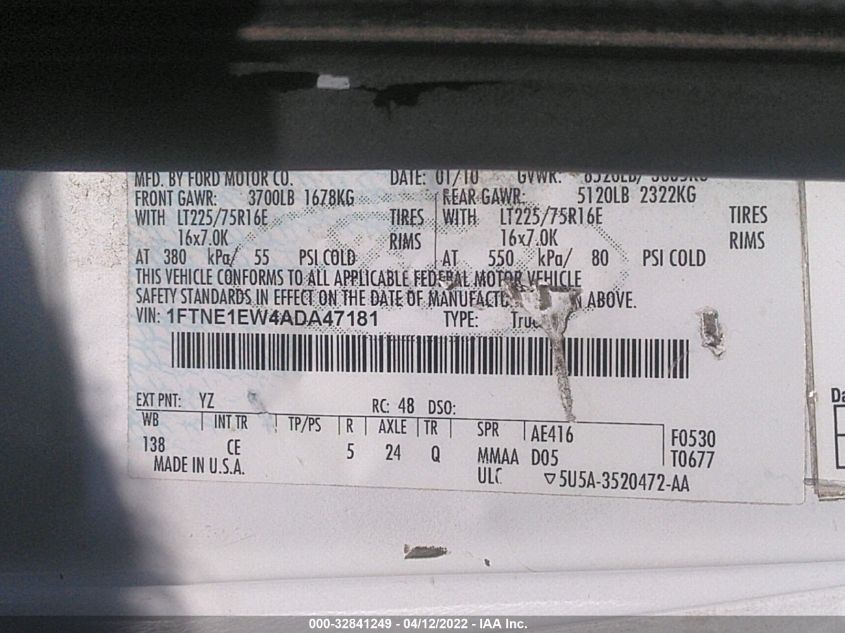 MFD. BY FORD MOTOR CO. DATE: 01/10 GVWR:
FRONT GAWR: 3700LB 1678KG REAR GAWR: 5120LB 2322KG
WITH LT225/75R16E TIRES WITH LT225/75R16E TIRES
16x7.0K RIMS 16x7.0K RIMS
AT 380 kPa/ 55 PSI COLD AT 550 kPa/ 80 PSI COLD
THIS VEHICLE CONFORMS TO ALL APPLICABLE FEDERAL MOTOR VEHICLE
SAFETY STANDARDS IN EFFECT ON THE DATE OF MANUFACTU N ABOVE.
VIN: 1FTNE1EW4ADA47181 TYPE: Truc
EXT PNT: YZ RC: 48 DSO:
WB INT TR TP/PS R AXLE TR SPR AE416 F0530
138 CE 5 24 Q MMAA D05 T0677
MADE IN U.S.A. ULC ▽5U5A-3520472-AA
Da
000-32841249 - 04/12/2022 - IAA Inc.